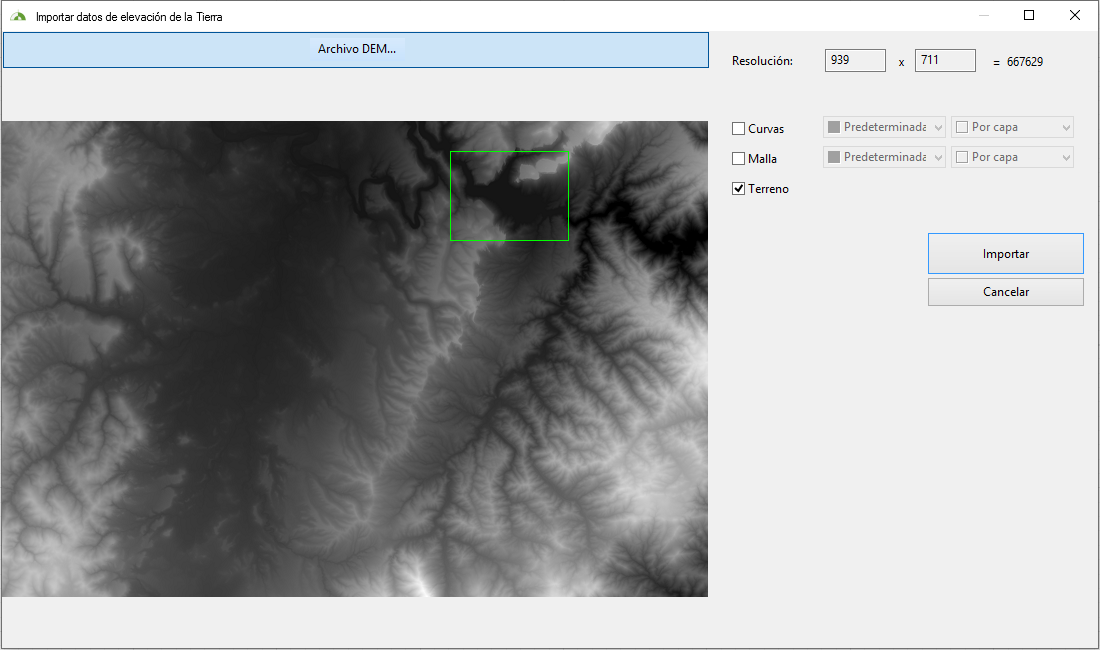 Importar datos de elevación de la Tierra
Archivo DEM...
Resolución: 939 x 711 = 667629
Curvas Predeterminada Por capa
Malla Predeterminada Por capa
Terreno
Importar
Cancelar